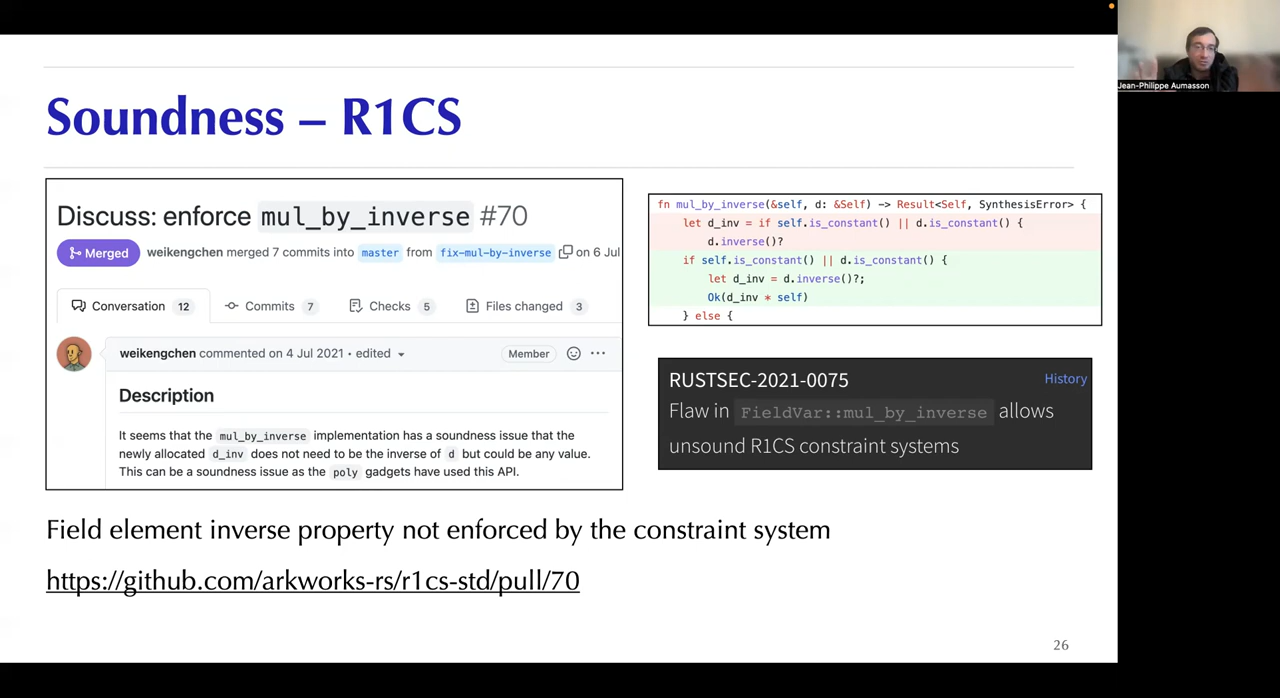 Jean-Philippe Aumasson
Soundness – R1CS
Discuss: enforce mul_by_inverse #70
Merged weikengchen merged 7 commits into master from fix-mul-by-inverse on 6 Jul
Conversation 12 Commits 7 Checks 5 Files changed 3
weikengchen commented on 4 Jul 2021 • edited Member
Description
It seems that the mul_by_inverse implementation has a soundness issue that the
newly allocated d_inv does not need to be the inverse of d but could be any value.
This can be a soundness issue as the poly gadgets have used this API.
fn mul_by_inverse(&self, d: &Self) -> Result<Self, SynthesisError> {
let d_inv = if self.is_constant() || d.is_constant() {
d.inverse()?
if self.is_constant() || d.is_constant() {
let d_inv = d.inverse()?;
Ok(d_inv * self)
} else {
RUSTSEC-2021-0075 History
Flaw in FieldVar::mul_by_inverse allows
unsound R1CS constraint systems
Field element inverse property not enforced by the constraint system
https://github.com/arkworks-rs/r1cs-std/pull/70
26